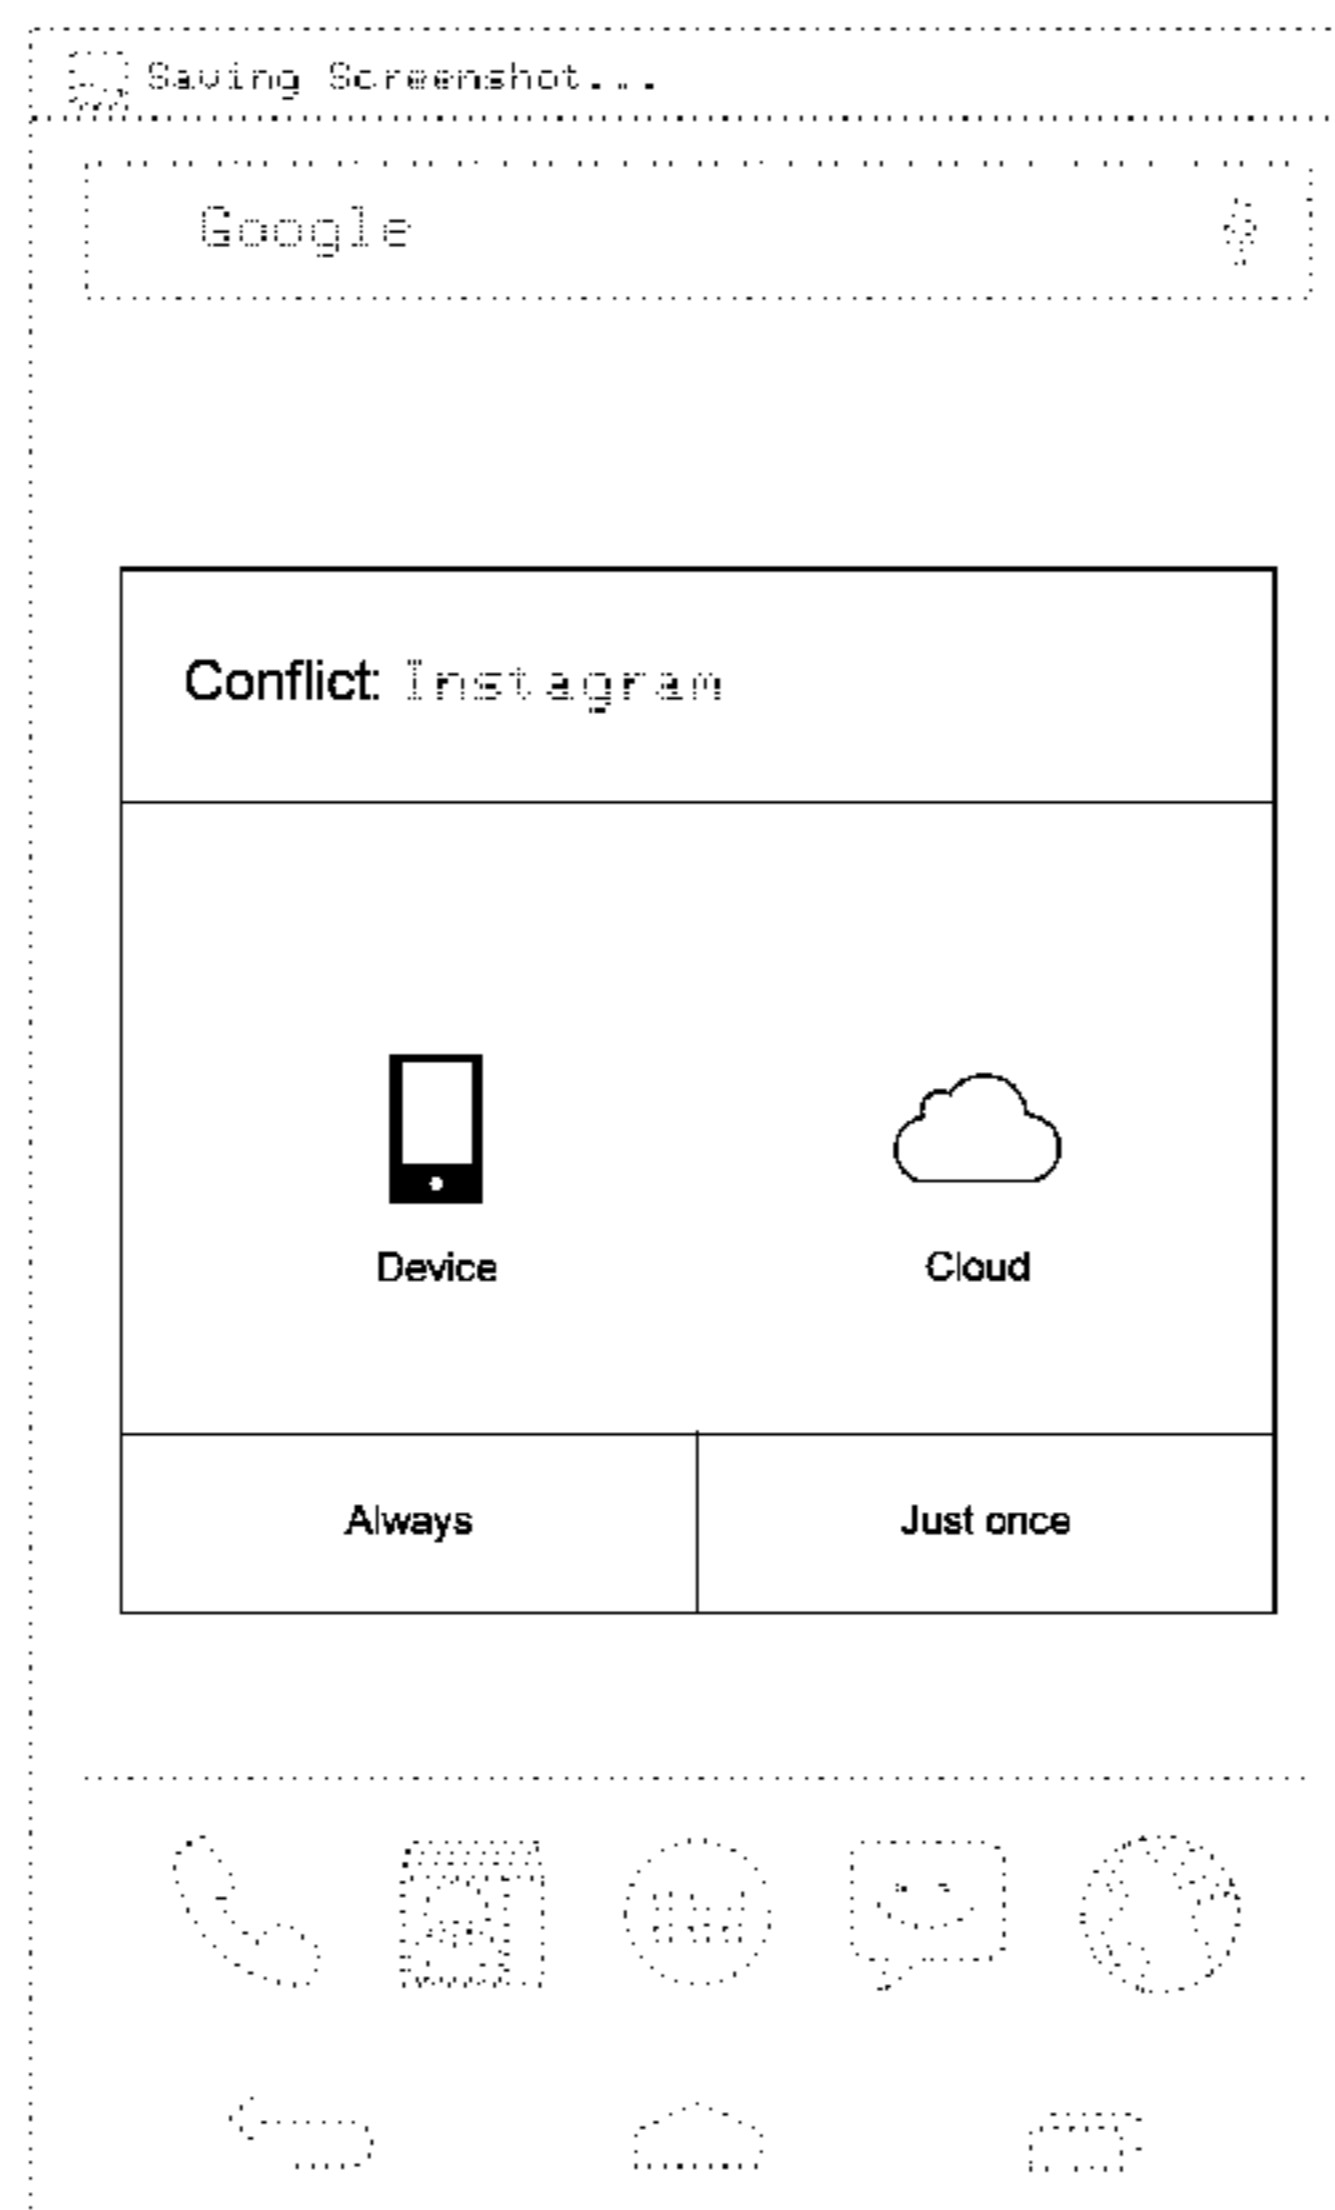 Saving Screenshot...
Google
Conflict: Instagram
Device
Cloud
Always
Just once